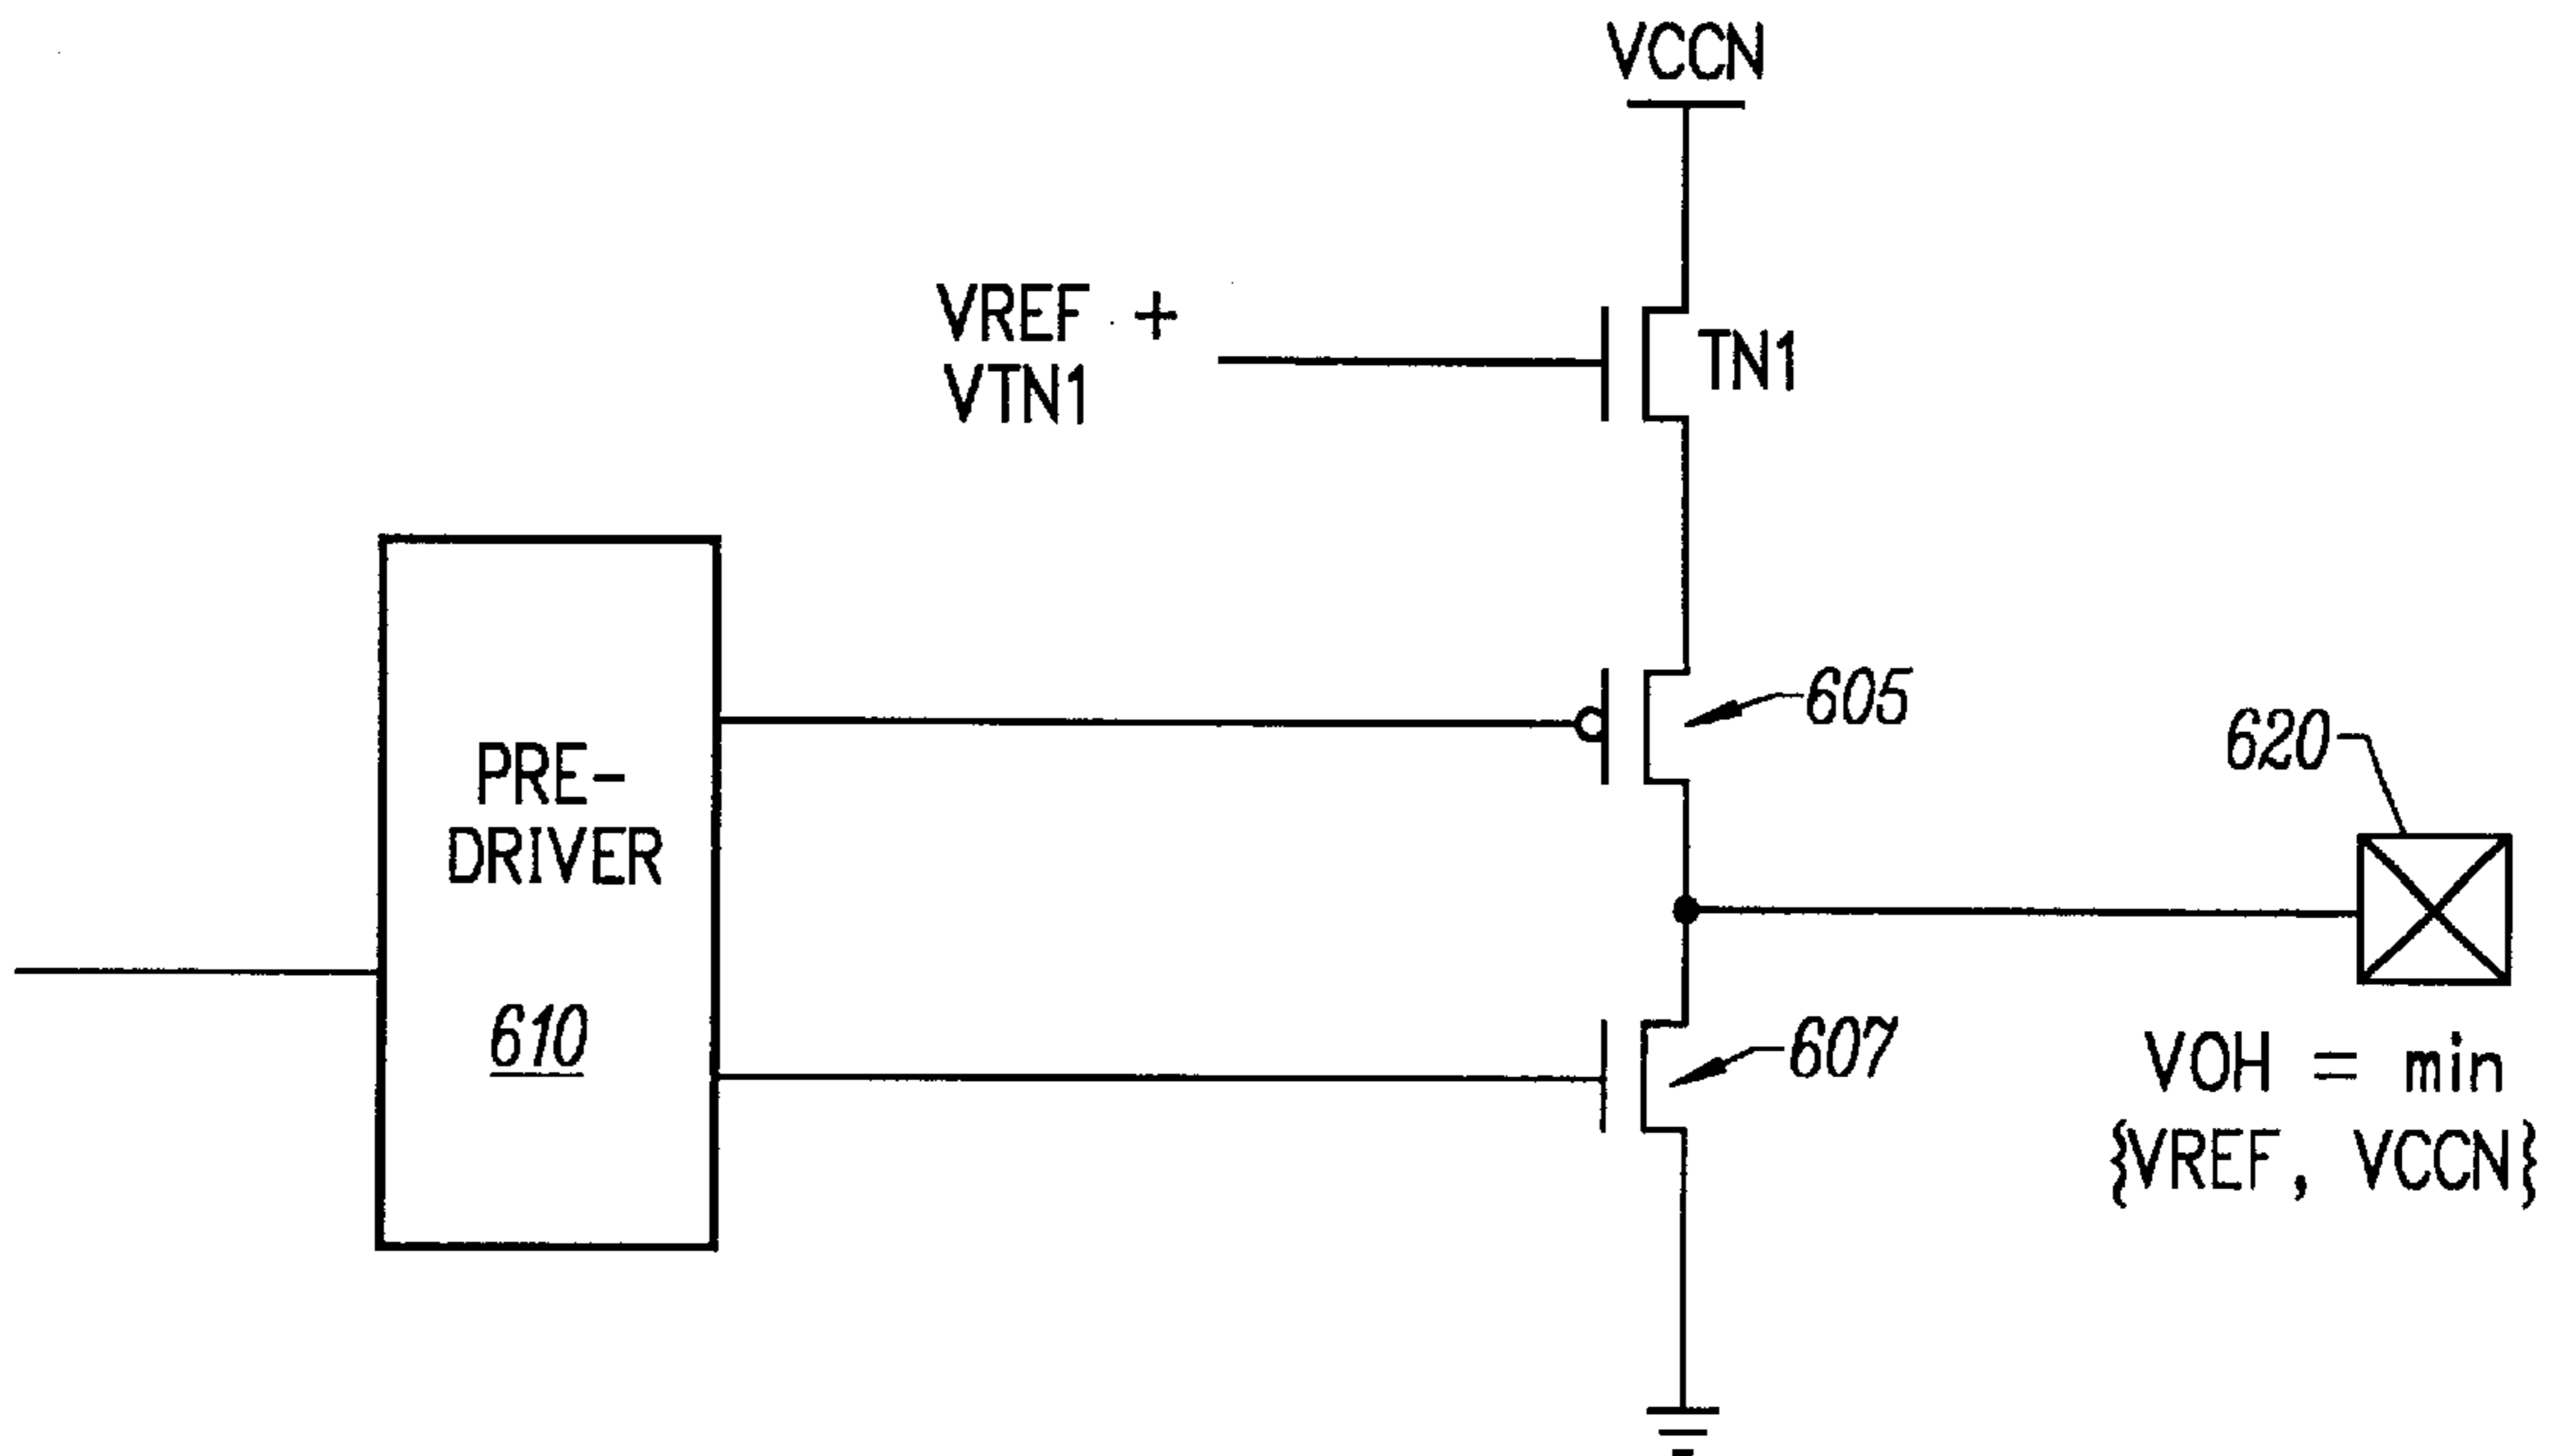 VCCN
VREF +
VTN1
TN1
605
620
PRE-
DRIVER
610
607
VOH = min
{VREF, VCCN}